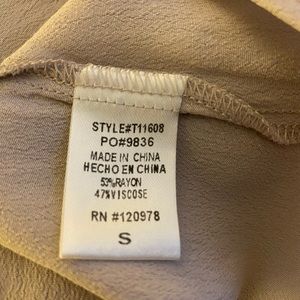 STYLE#T11608
PO#9836
MADE IN CHINA
HECHO EN CHINA
53%RAYON
47%VISCOSE
RN #120978
S